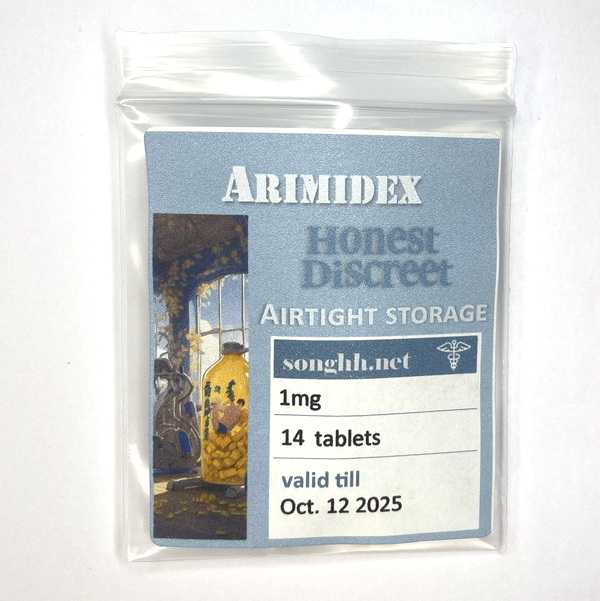 ARIMIDEX
Honest
Discreet
AIRTIGHT STORAGE
songhh.net
1mg
14 tablets
valid till
Oct. 12 2025